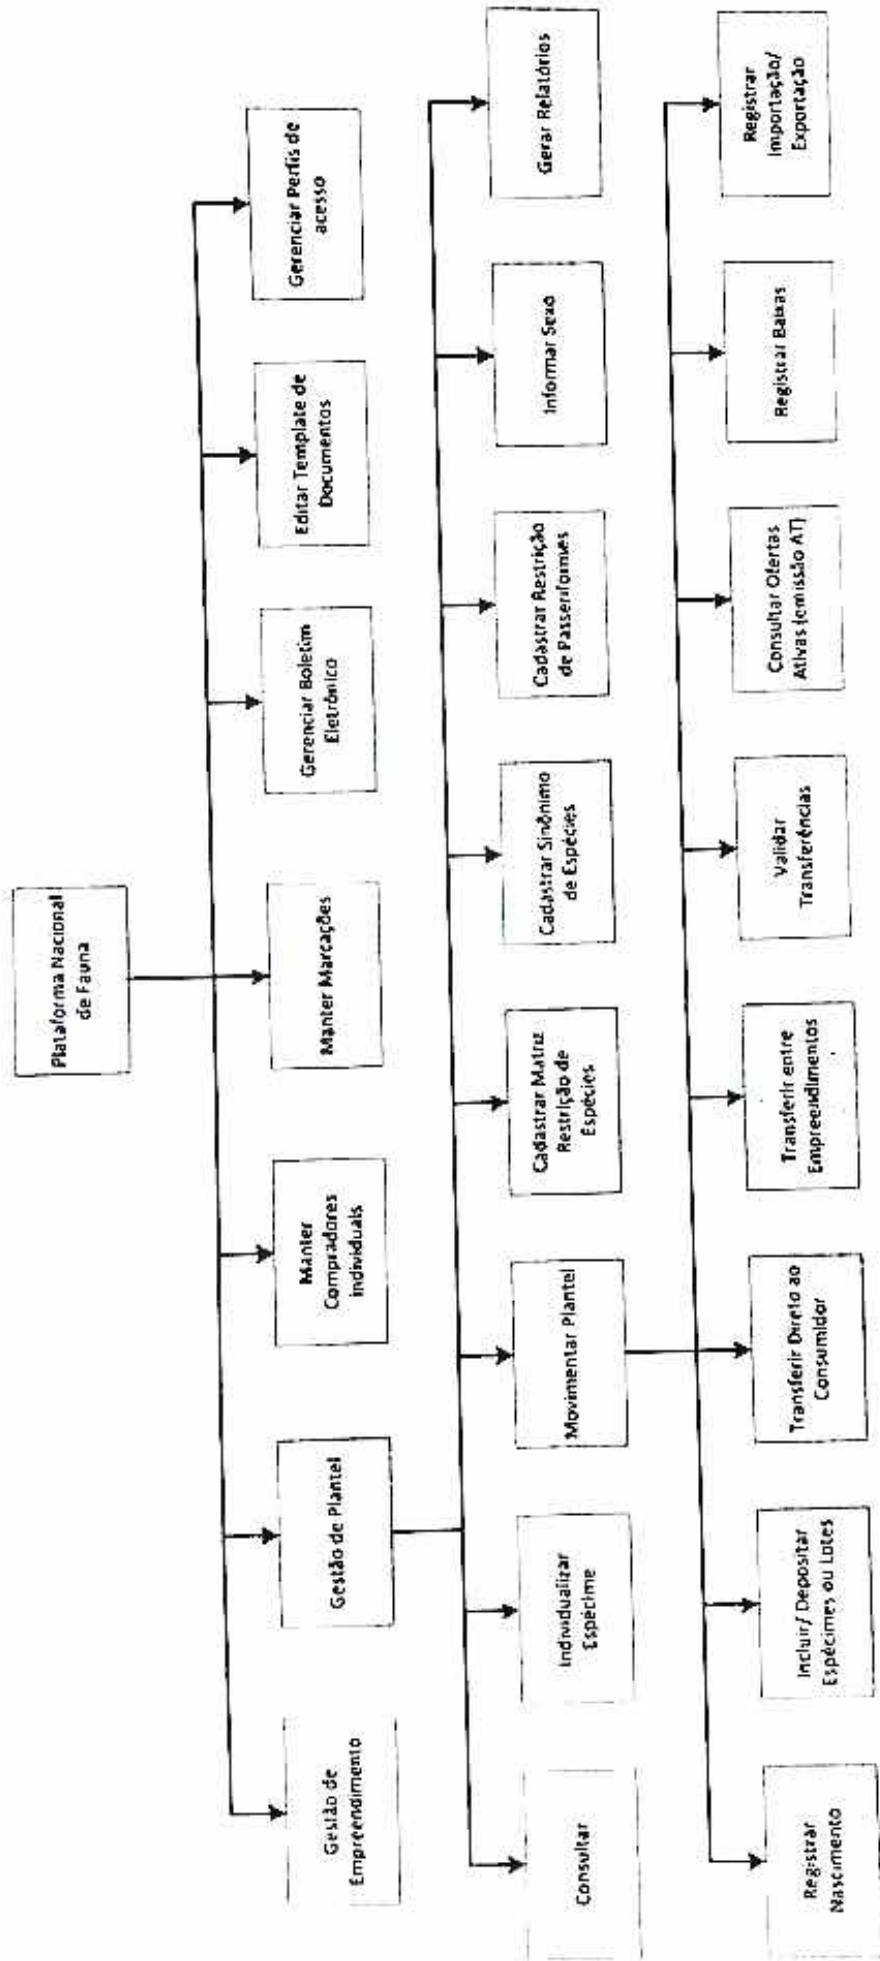 Plataforma Nacional
de Fauna
Gestão de
Empreendimento
Gestão de Plantel
Manter
Compradores
individuais
Manter Marcações
Gerenciar Boletim
Eletrônico
Editar Template de
Documentos
Gerenciar Perfis de
acesso
Consultar
Individualizar
Espécime
Movimentar Plantel
Cadastrar Matriz
Restrição de
Espécies
Cadastrar Sinônimo
de Espécies
Cadastrar Restrição
de Passeriformes
Informar Sexo
Gerar Relatórios
Registrar
Nascimento
Incluir/ Depositar
Espécimes ou Lotes
Transferir Direto ao
Consumidor
Transferir entre
Empreendimentos
Validar
Transferências
Consultar Ofertas
Ativas (emissão AT)
Registrar Baixas
Registrar
Importação/
Exportação